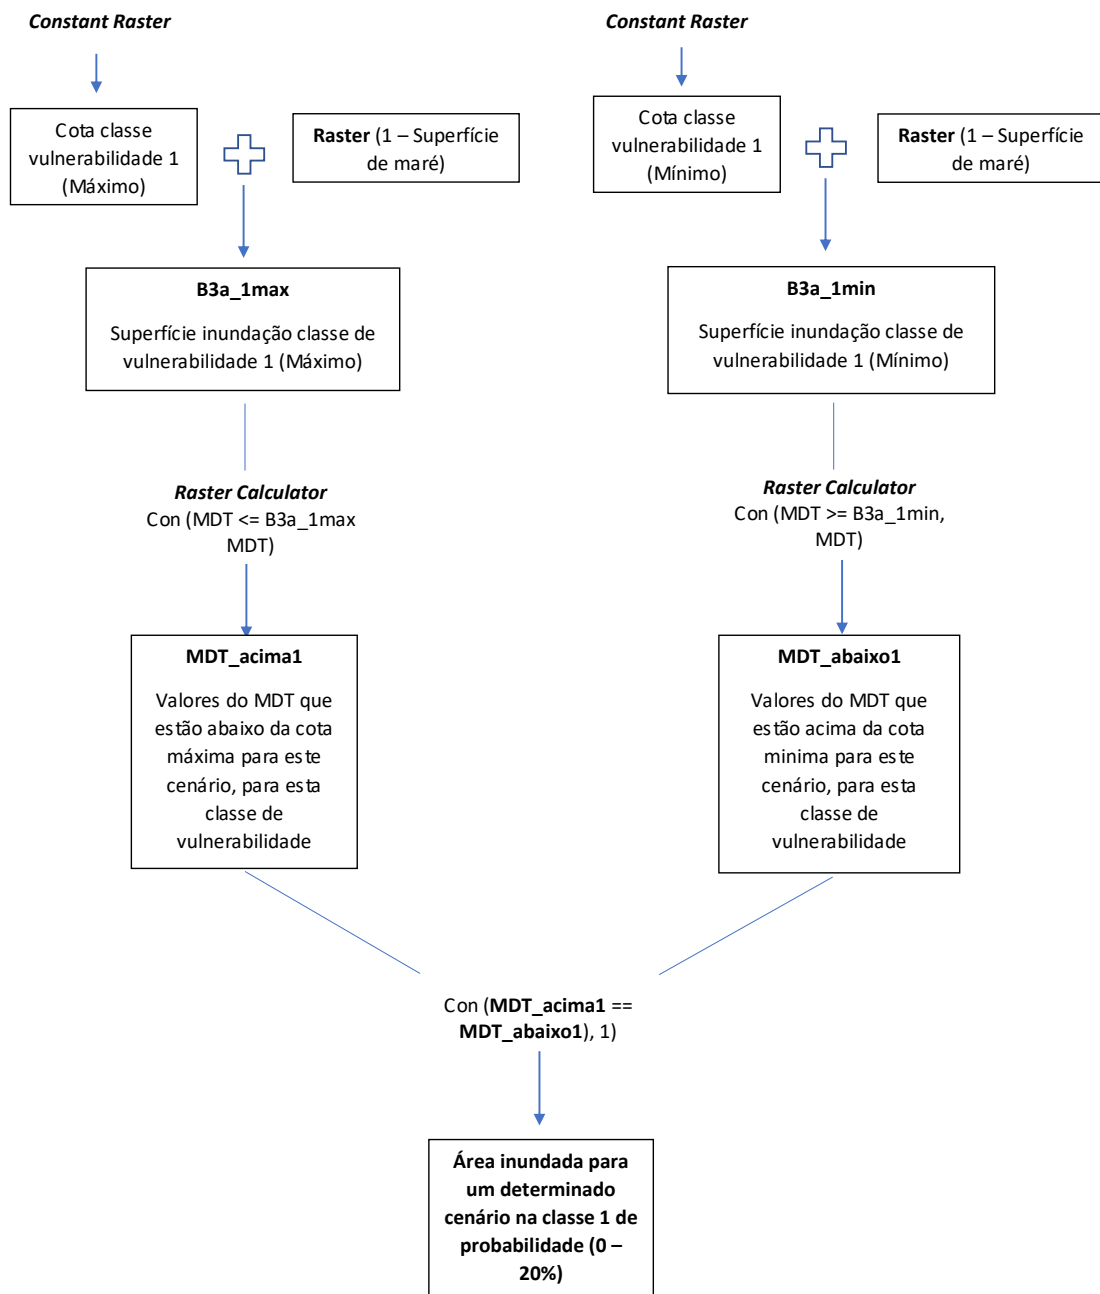 Constant Raster
Cota classe
vulnerabilidade 1
(Máximo)
Raster (1 – Superfície
de maré)
B3a_1max
Superfície inundação classe de
vulnerabilidade 1 (Máximo)
Raster Calculator
Con (MDT <= B3a_1max
MDT)
MDT_acima1
Valores do MDT que
estão abaixo da cota
máxima para este
cenário, para esta
classe de
vulnerabilidade
Constant Raster
Cota classe
vulnerabilidade 1
(Mínimo)
Raster (1 – Superfície
de maré)
B3a_1min
Superfície inundação classe de
vulnerabilidade 1 (Mínimo)
Raster Calculator
Con (MDT >= B3a_1min,
MDT)
MDT_abaixo1
Valores do MDT que
estão acima da cota
minima para este
cenário, para esta
classe de
vulnerabilidade
Con (MDT_acima1 ==
MDT_abaixo1), 1)
Área inundada para
um determinado
cenário na classe 1 de
probabilidade (0 –
20%)